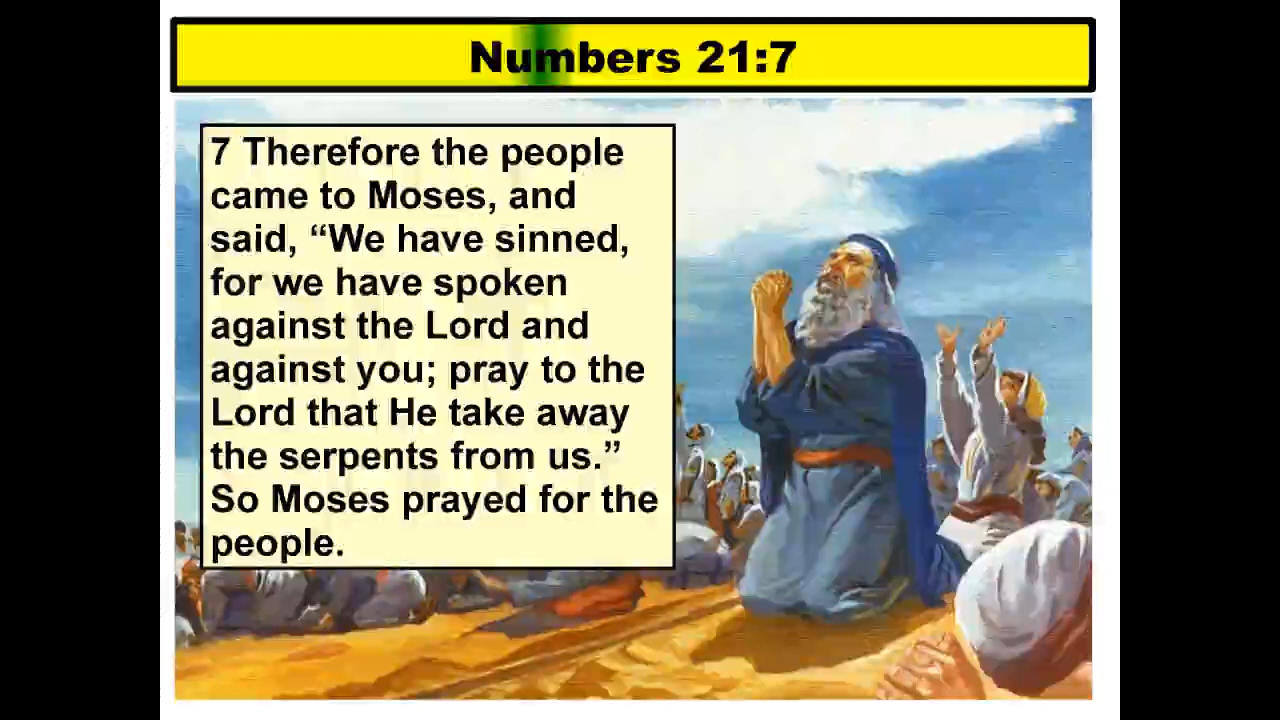 Numbers 21:7
7 Therefore the people
came to Moses, and
said, “We have sinned,
for we have spoken
against the Lord and
against you; pray to the
Lord that He take away
the serpents from us.”
So Moses prayed for the
people.